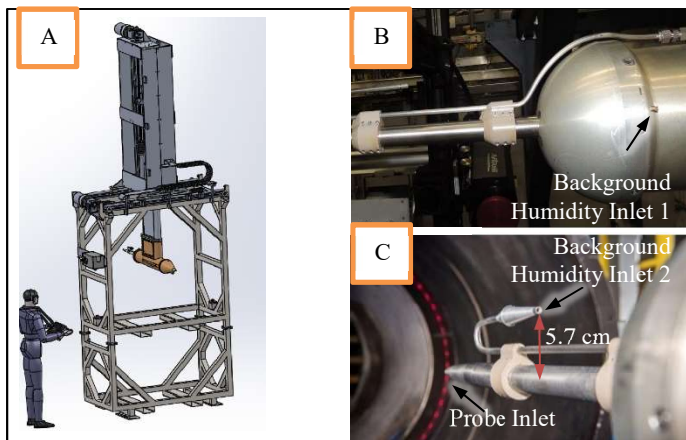 A
B
Background
Humidity Inlet 1
C
Background
Humidity Inlet 2
5.7 cm
Probe Inlet